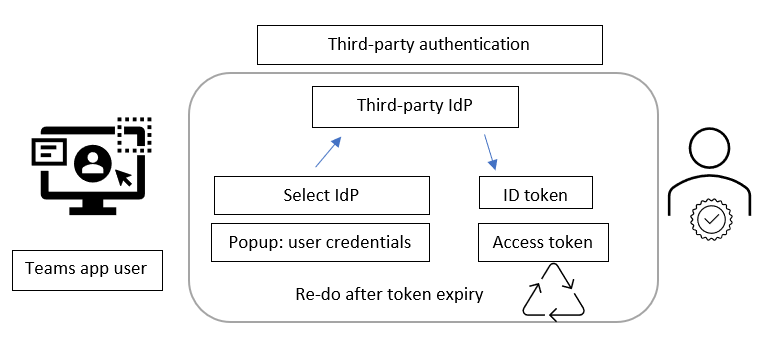 Third-party authentication
Third-party IdP
Select IdP
ID token
Popup: user credentials
Access token
Teams app user
Re-do after token expiry